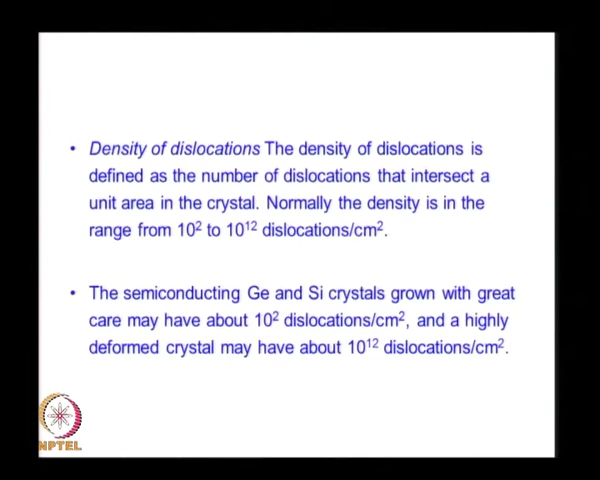 • Density of dislocations The density of dislocations is
defined as the number of dislocations that intersect a
unit area in the crystal. Normally the density is in the
range from 10² to 10¹² dislocations/cm².
• The semiconducting Ge and Si crystals grown with great
care may have about 10² dislocations/cm², and a highly
deformed crystal may have about 10¹² dislocations/cm².
NPTEL